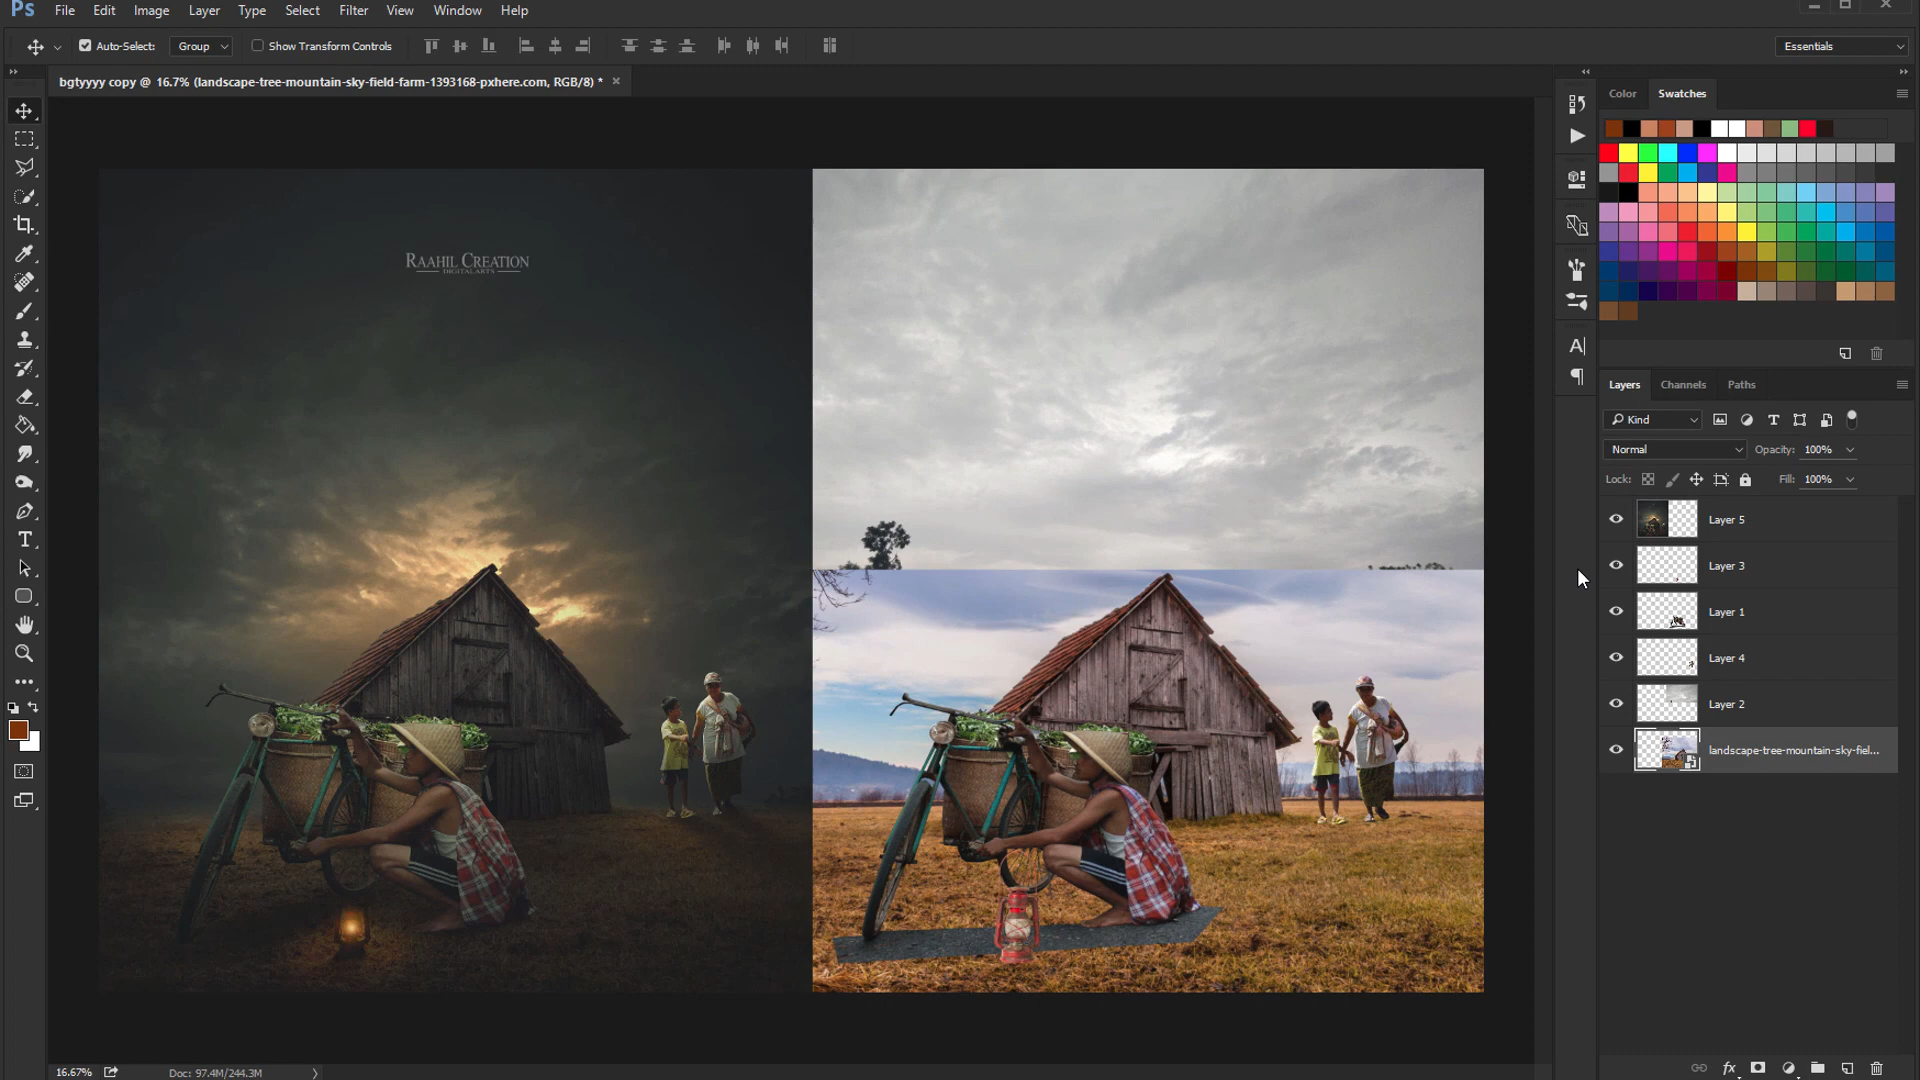 Ps File Edit Image Layer Type Select Filter View Window Help
Auto-Select: Group Show Transform Controls Essentials
bgtyyyy copy @ 16.7% (landscape-tree-mountain-sky-field-farm-1393168-pxhere.com, RGB/8) *
Color Swatches
RAAHIL CREATION
DIGITAL ARTS
Layers Channels Paths
Kind
Normal Opacity: 100%
Lock: Fill: 100%
Layer 5
Layer 3
Layer 1
Layer 4
Layer 2
landscape-tree-mountain-sky-fiel...
16.67% Doc: 97.4M/244.3M